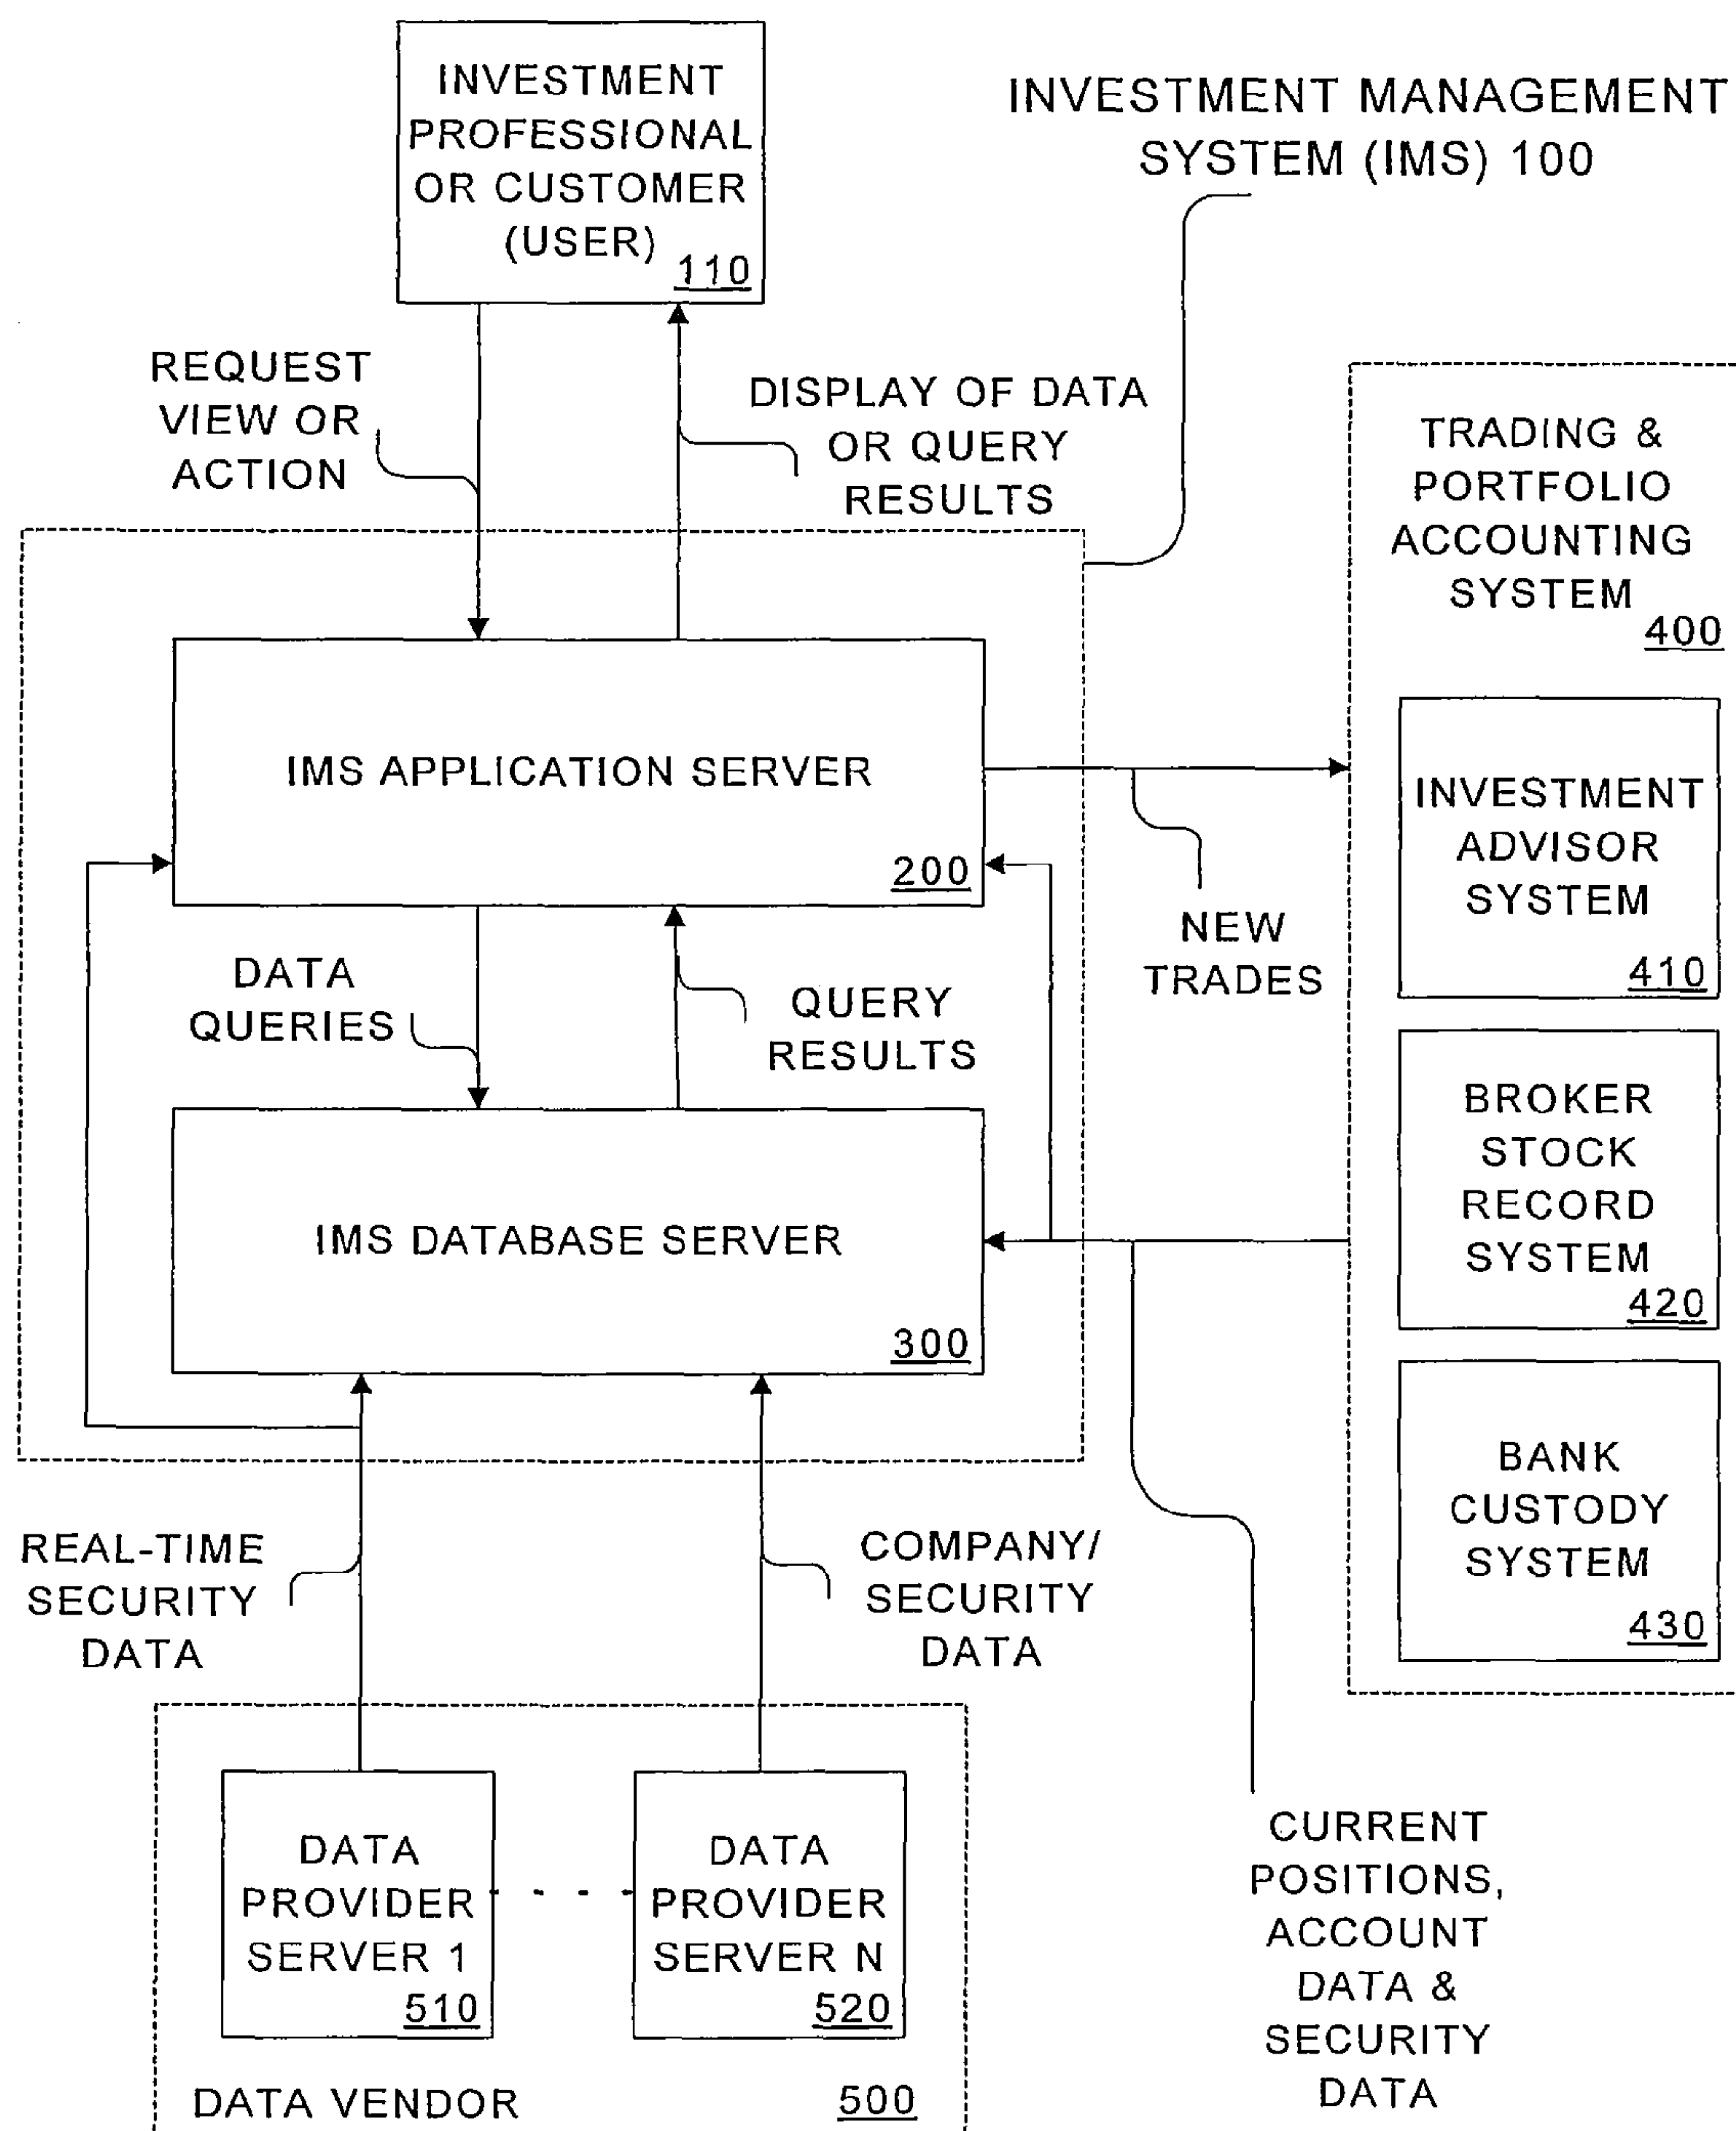 INVESTMENT
PROFESSIONAL
OR CUSTOMER
(USER)
110
INVESTMENT MANAGEMENT
SYSTEM (IMS) 100
REQUEST
VIEW OR
ACTION
DISPLAY OF DATA
OR QUERY
RESULTS
TRADING &
PORTFOLIO
ACCOUNTING
SYSTEM
400
IMS APPLICATION SERVER
200
NEW
TRADES
INVESTMENT
ADVISOR
SYSTEM
410
DATA
QUERIES
QUERY
RESULTS
BROKER
STOCK
RECORD
SYSTEM
420
IMS DATABASE SERVER
300
BANK
CUSTODY
SYSTEM
430
REAL-TIME
SECURITY
DATA
COMPANY/
SECURITY
DATA
DATA
PROVIDER
SERVER 1
510
DATA
PROVIDER
SERVER N
520
DATA VENDOR
500
CURRENT
POSITIONS,
ACCOUNT
DATA &
SECURITY
DATA